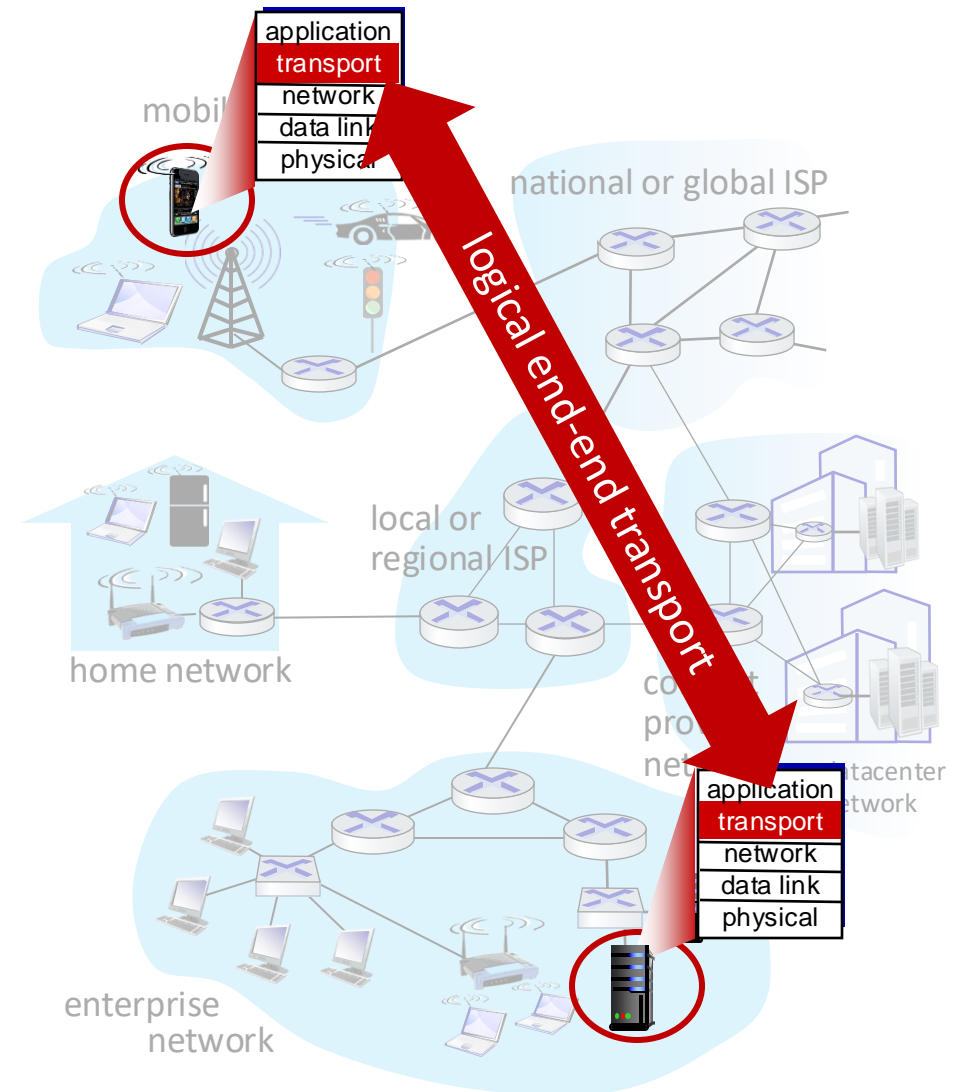 application
transport
network
data link
physical
national or global ISP
logical end-end transport
local or
regional ISP
home network
application
transport
network
data link
physical
enterprise
network